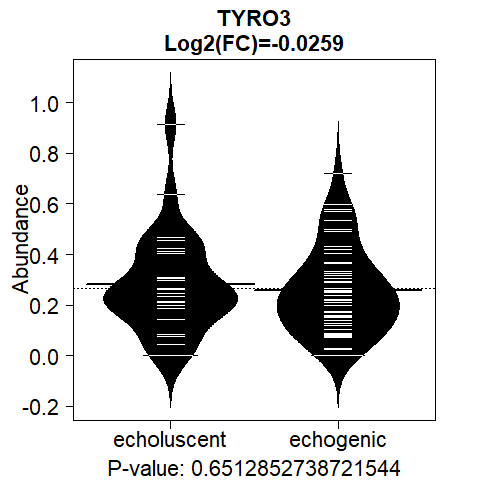 TYRO3
Log2(FC)=-0.0259
Abundance
1.0
0.8
0.6
0.4
0.2
0.0
-0.2
echoluscent echogenic
P-value: 0.6512852738721544